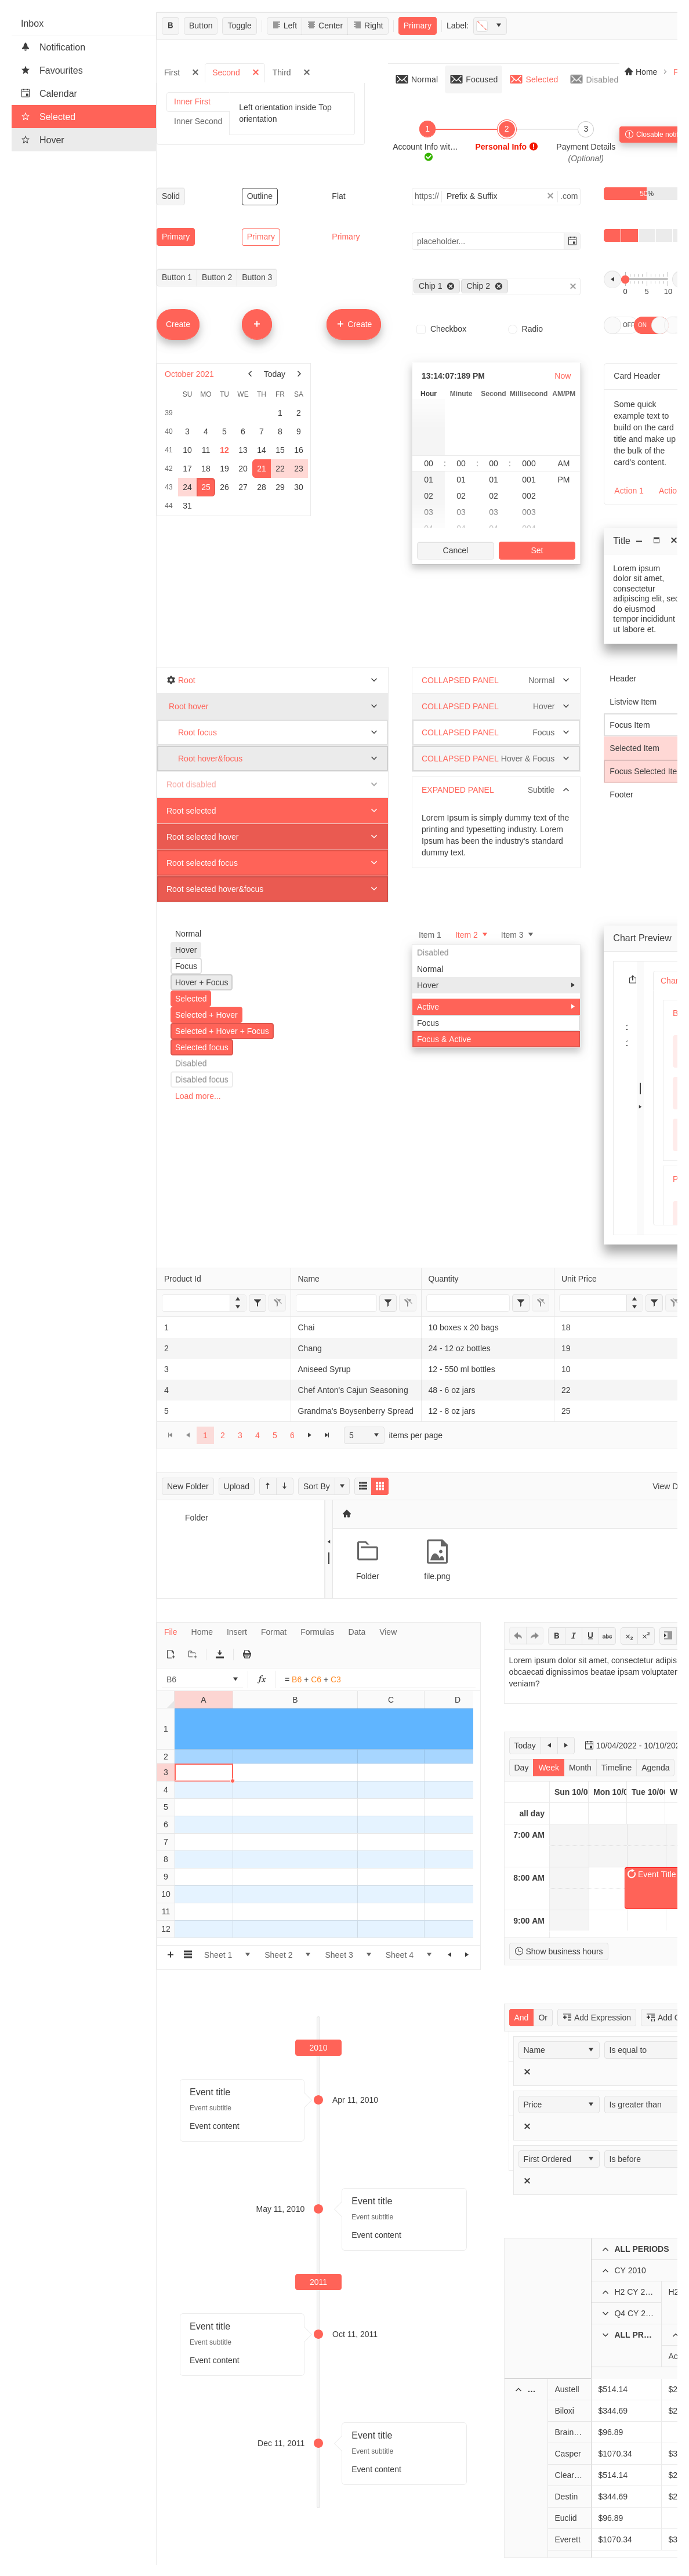 Inbox
Notification
Favourites
Calendar
Selected
Hover
B Button Toggle Left Center Right Primary Label:
First Second Third
Inner First
Inner Second
Left orientation inside Top orientation
Normal Focused Selected Disabled
Home
1 2 3
Account Info wit... Personal Info Payment Details
(Optional)
Closable noti
Solid Outline Flat
Primary Primary Primary
Button 1 Button 2 Button 3
Create + + Create
https:// Prefix & Suffix .com
placeholder...
Chip 1 Chip 2
Checkbox Radio
0 5 10
OFF ON
October 2021 Today
SU MO TU WE TH FR SA
39 1 2
40 3 4 5 6 7 8 9
41 10 11 12 13 14 15 16
42 17 18 19 20 21 22 23
43 24 25 26 27 28 29 30
44 31
13:14:07:189 PM Now
Hour Minute Second Millisecond AM/PM
00 : 00 : 00 : 000 AM
01 01 01 001 PM
02 02 02 002
03 03 03 003
04 04 04 004
Cancel Set
Card Header
Some quick
example text to
build on the card
title and make up
the bulk of the
card's content.
Action 1 Actio
Title
Lorem ipsum
dolor sit amet,
consectetur
adipiscing elit, sed
do eiusmod
tempor incididunt
ut labore et.
Root
Root hover
Root focus
Root hover&focus
Root disabled
Root selected
Root selected hover
Root selected focus
Root selected hover&focus
COLLAPSED PANEL Normal
COLLAPSED PANEL Hover
COLLAPSED PANEL Focus
COLLAPSED PANEL Hover & Focus
EXPANDED PANEL Subtitle
Lorem Ipsum is simply dummy text of the
printing and typesetting industry. Lorem
Ipsum has been the industry's standard
dummy text.
Header
Listview Item
Focus Item
Selected Item
Focus Selected Ite
Footer
Normal
Hover
Focus
Hover + Focus
Selected
Selected + Hover
Selected + Hover + Focus
Selected focus
Disabled
Disabled focus
Load more...
Item 1 Item 2 Item 3
Disabled
Normal
Hover
Active
Focus
Focus & Active
Chart Preview
Char
B
P
Product Id Name Quantity Unit Price
1 Chai 10 boxes x 20 bags 18
2 Chang 24 - 12 oz bottles 19
3 Aniseed Syrup 12 - 550 ml bottles 10
4 Chef Anton's Cajun Seasoning 48 - 6 oz jars 22
5 Grandma's Boysenberry Spread 12 - 8 oz jars 25
1 2 3 4 5 6 5 items per page
New Folder Upload Sort By View D
Folder
Folder file.png
File Home Insert Format Formulas Data View
B6 fx = B6 + C6 + C3
A B C D
1
2
3
4
5
6
7
8
9
10
11
12
Sheet 1 Sheet 2 Sheet 3 Sheet 4
B I U abc x2 x2
Lorem ipsum dolor sit amet, consectetur adipis
obcaecati dignissimos beatae ipsam voluptater
veniam?
Today 10/04/2022 - 10/10/202
Day Week Month Timeline Agenda
Sun 10/0 Mon 10/0 Tue 10/0 W
all day
7:00 AM
8:00 AM
Event Title
9:00 AM
Show business hours
2010
Event title
Event subtitle
Event content
Apr 11, 2010
May 11, 2010
Event title
Event subtitle
Event content
2011
Event title
Event subtitle
Event content
Oct 11, 2011
Dec 11, 2011
Event title
Event subtitle
Event content
And Or Add Expression Add G
Name Is equal to
Price Is greater than
First Ordered Is before
ALL PERIODS
CY 2010
H2 CY 2... H2
Q4 CY 2...
ALL PR...
Ac
... Austell $514.14 $2
Biloxi $344.69 $2
Brain... $96.89
Casper $1070.34 $3
Clear... $514.14 $2
Destin $344.69 $2
Euclid $96.89
Everett $1070.34 $3